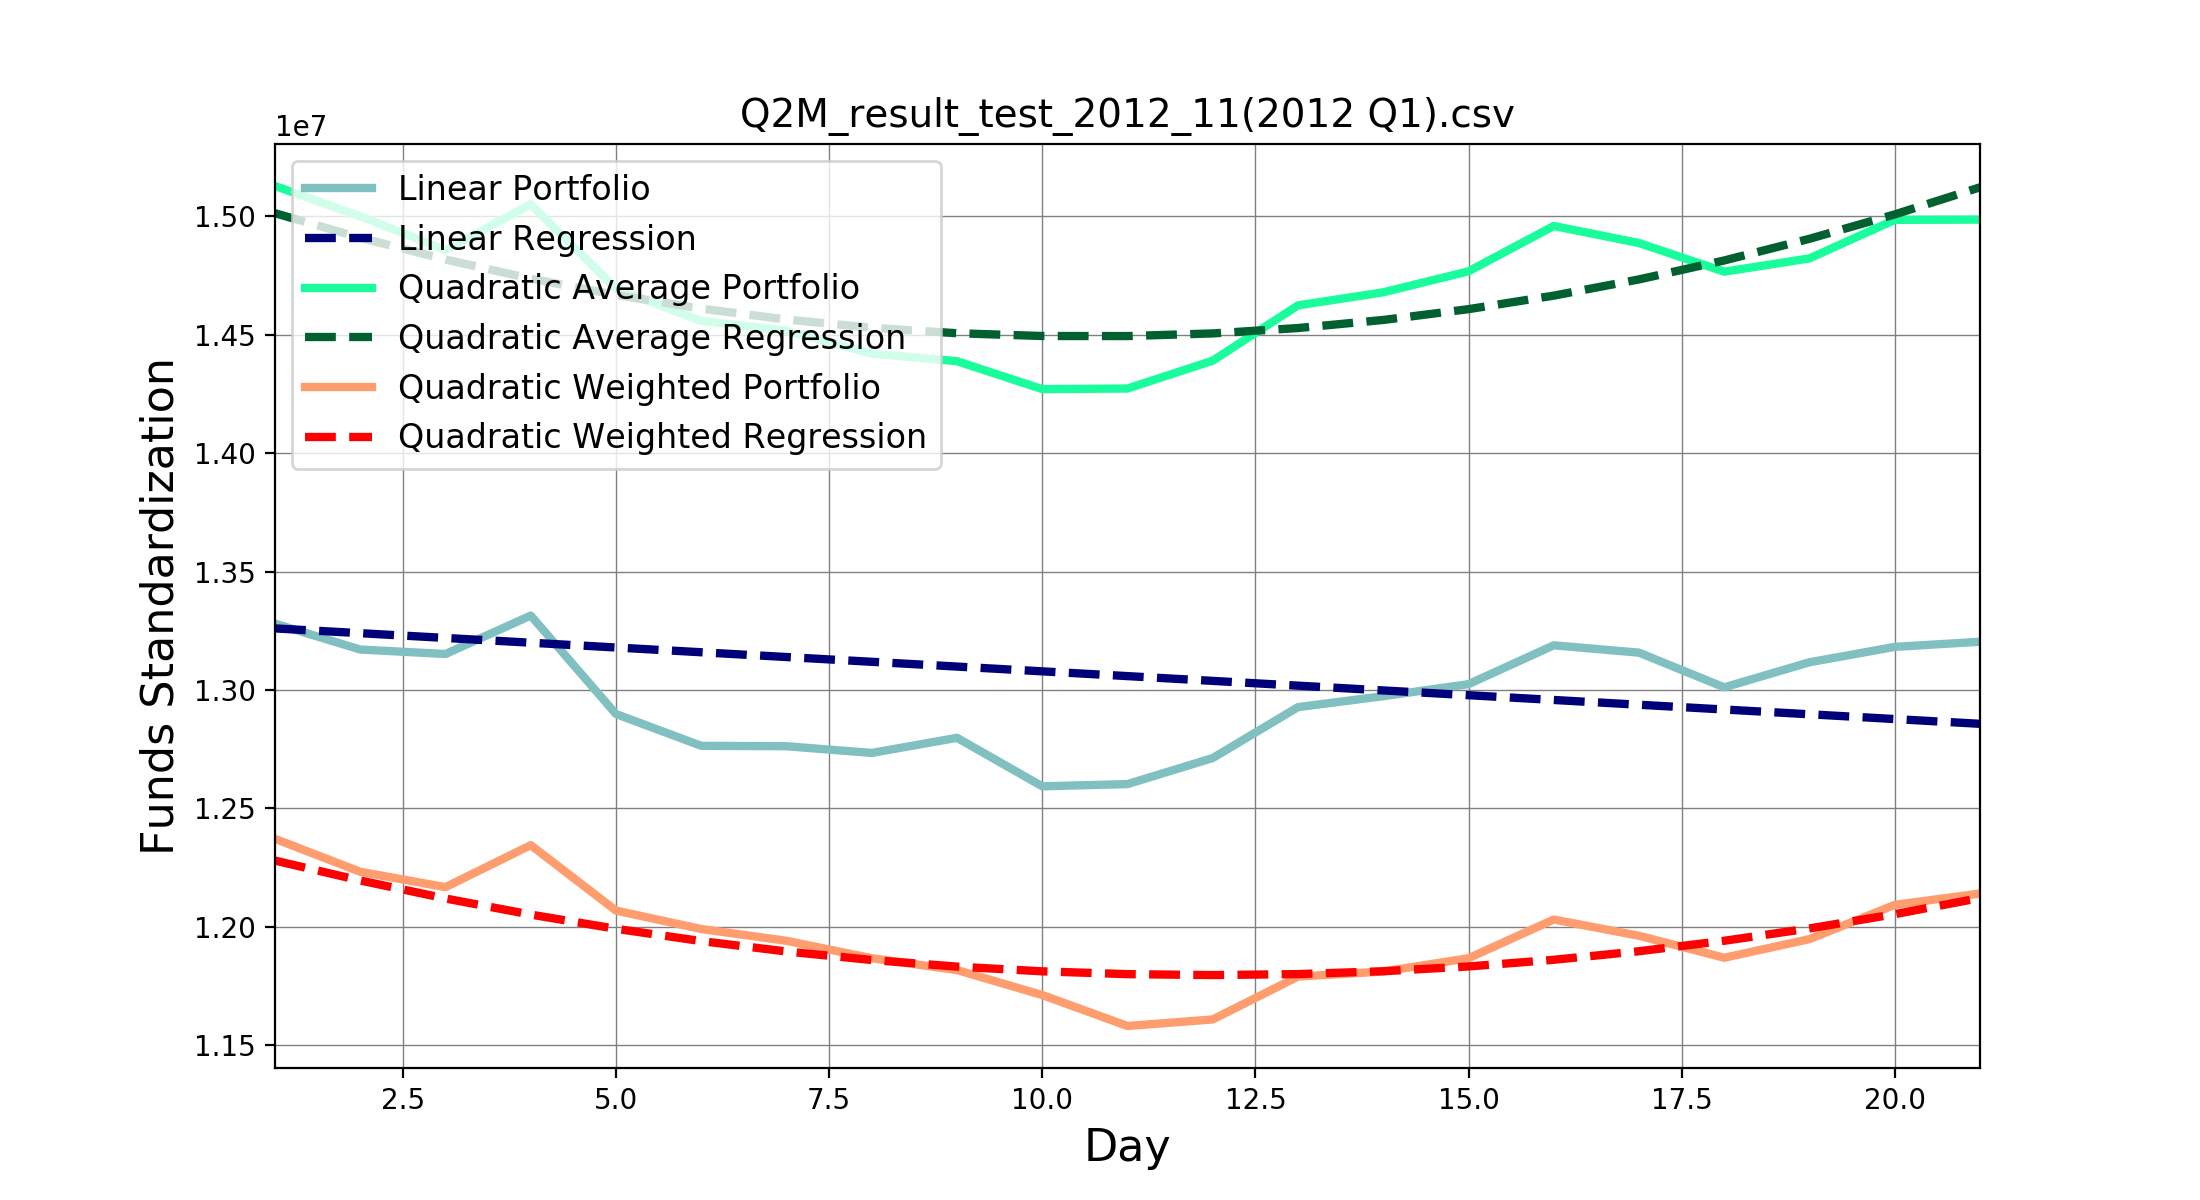 Q2M_result_test_2012_11(2012 Q1).csv
1e7
Linear Portfolio
Linear Regression
Quadratic Average Portfolio
Quadratic Average Regression
Quadratic Weighted Portfolio
Quadratic Weighted Regression
Funds Standardization
1.50
1.45
1.40
1.35
1.30
1.25
1.20
1.15
2.5 5.0 7.5 10.0 12.5 15.0 17.5 20.0
Day